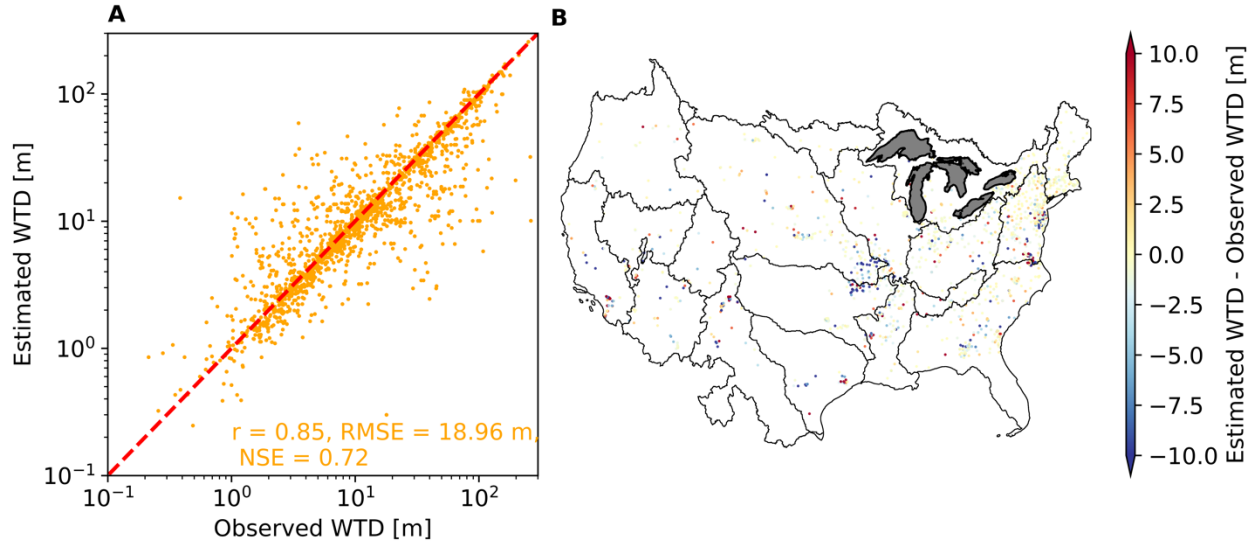 A
10²
10¹
10⁰
10⁻¹
Estimated WTD [m]
r = 0.85, RMSE = 18.96 m,
NSE = 0.72
10⁻¹
10⁰
10¹
10²
Observed WTD [m]
B
10.0
7.5
5.0
2.5
0.0
−2.5
−5.0
−7.5
−10.0
Estimated WTD - Observed WTD [m]